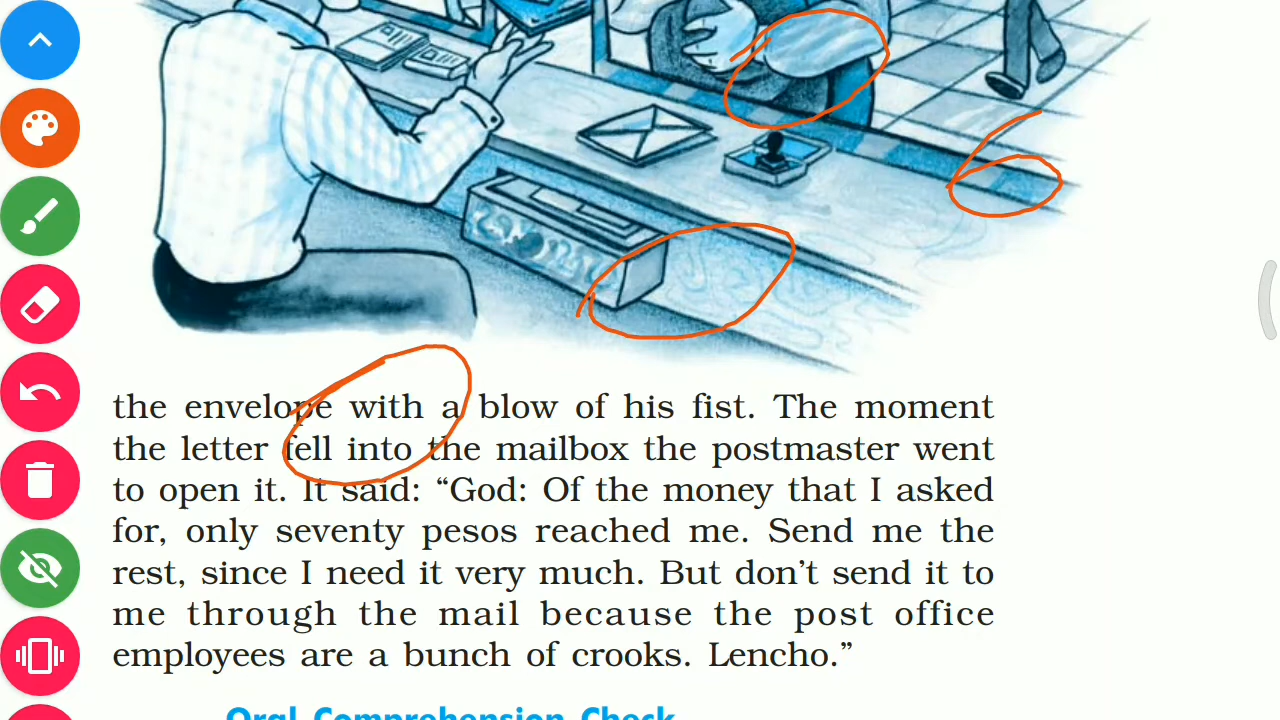 the envelope with a blow of his fist. The moment
the letter fell into the mailbox the postmaster went
to open it. It said: “God: Of the money that I asked
for, only seventy pesos reached me. Send me the
rest, since I need it very much. But don’t send it to
me through the mail because the post office
employees are a bunch of crooks. Lencho.”
Oral Comprehension Check